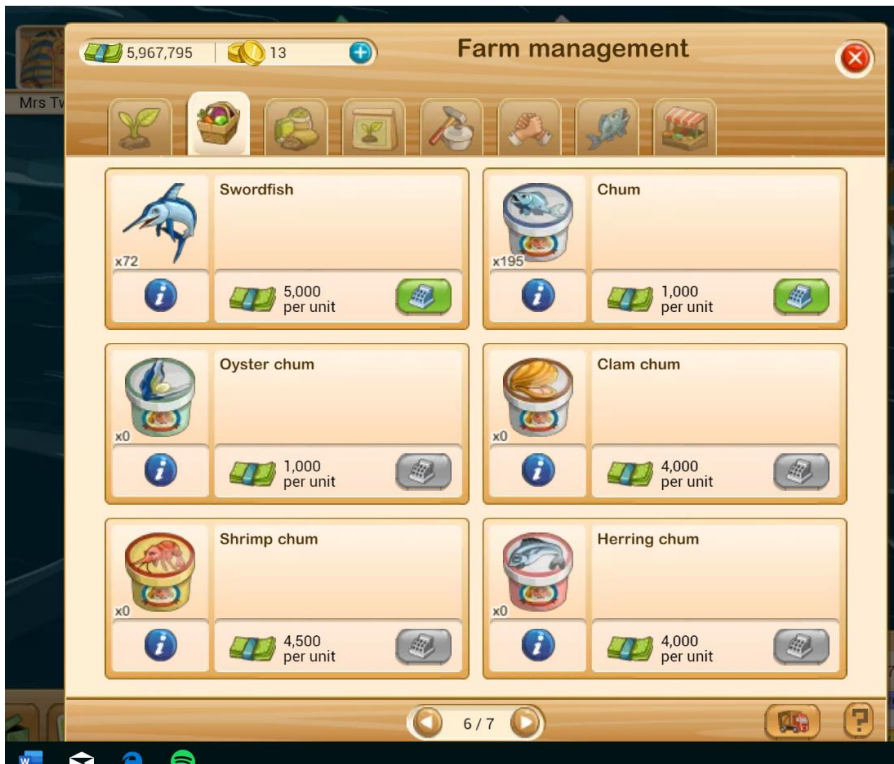 5,967,795
13
Farm management
Mrs Tw
Swordfish
x72
5,000
per unit
Chum
x195
1,000
per unit
Oyster chum
x0
1,000
per unit
Clam chum
x0
4,000
per unit
Shrimp chum
x0
4,500
per unit
Herring chum
x0
4,000
per unit
6 / 7
?